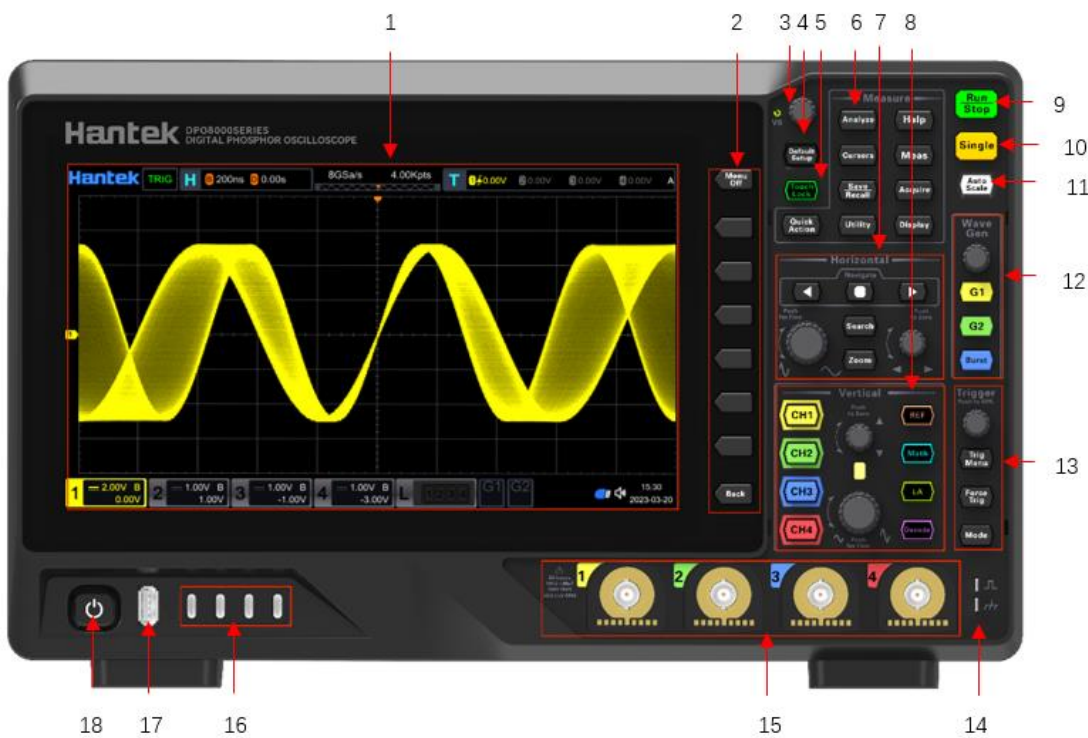 1 2 3 4 5 6 7 8
Hantek DPO8000SERIES
DIGITAL PHOSPHOR OSCILLOSCOPE
Hantek TRIG H 200ns D 0.00s 8GSa/s 4.00Kpts T 1 0.00V 2 0.00V 3 0.00V 4 0.00V A
1
1 2.00V B
0.00V
2 1.00V B
1.00V
3 1.00V B
-1.00V
4 1.00V B
-3.00V
L G1 G2
15:30
2023-03-20
Menu
Off
Back
Default
Setup
Touch
Lock
Quick
Action
Measure
Analyze Help
Cursors Meas
Save
Recall
Acquire
Utility Display
Run
Stop
9
Single
10
Auto
Scale
11
Horizontal
Navigate
Search
Zoom
Wave
Gen
G1
G2
Burst
12
Vertical
CH1
CH2
CH3
CH4
REF
Math
LA
Decode
Trigger
Trig
Menu
Force
Trig
Mode
13
1 2 3 4
18 17 16 15 14